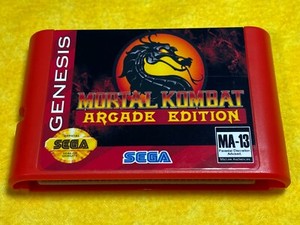 GENESIS
MORTAL KOMBAT
ARCADE EDITION
MA-13
SEGA
SEGA